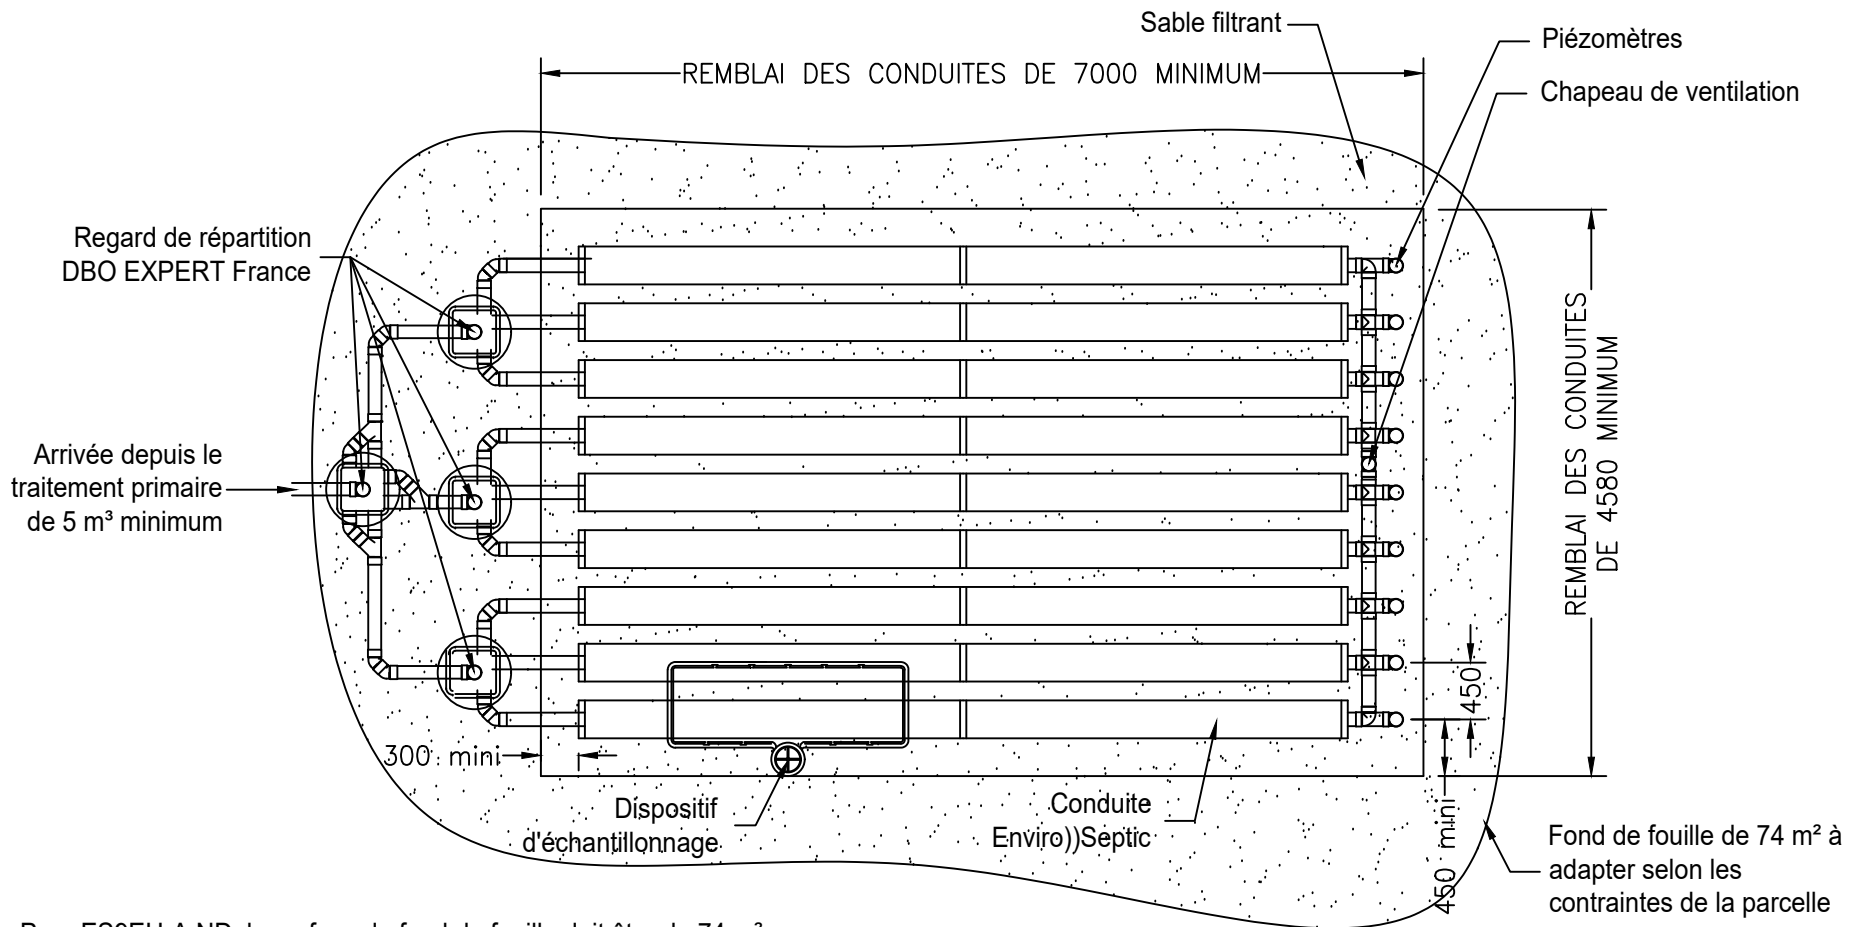 Sable filtrant
Piézomètres
REMBLAI DES CONDUITES DE 7000 MINIMUM
Chapeau de ventilation
Regard de répartition
DBO EXPERT France
REMBLAI DES CONDUITES
DE 4580 MINIMUM
Arrivée depuis le
traitement primaire
de 5 m³ minimum
450
300 mini
450 mini
Dispositif
d'échantillonnage
Conduite
Enviro))Septic
Fond de fouille de 74 m² à
adapter selon les
contraintes de la parcelle